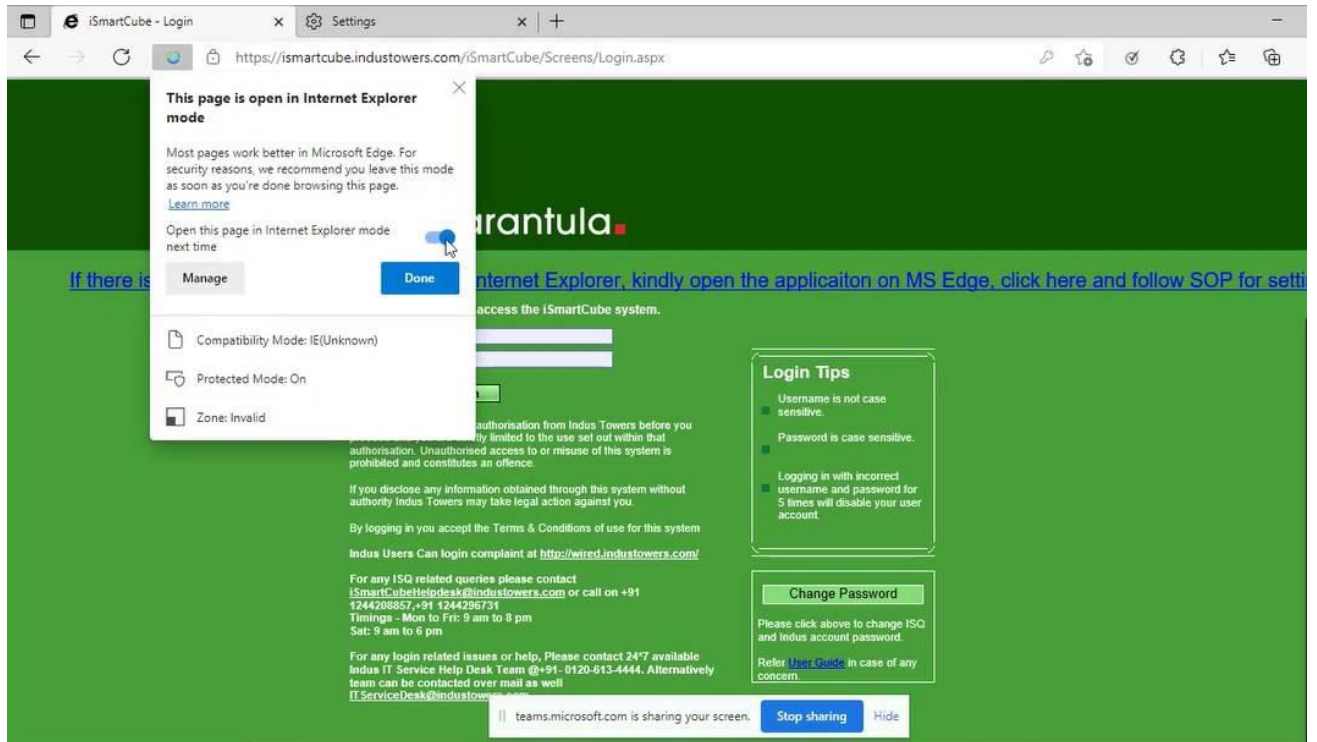 iSmartCube - Login
Settings
https://ismartcube.industowers.com/iSmartCube/Screens/Login.aspx
This page is open in Internet Explorer
mode
Most pages work better in Microsoft Edge. For
security reasons, we recommend you leave this mode
as soon as you're done browsing this page.
Learn more
Open this page in Internet Explorer mode
next time
Manage
Done
Compatibility Mode: IE(Unknown)
Protected Mode: On
Zone: Invalid
arantula
If there is
nternet Explorer, kindly open the applicaiton on MS Edge, click here and follow SOP for setti
access the iSmartCube system.
authorisation from Indus Towers before you
limited to the use set out within that
authorisation. Unauthorised access to or misuse of this system is
prohibited and constitutes an offence.
If you disclose any information obtained through this system without
authority Indus Towers may take legal action against you.
By logging in you accept the Terms & Conditions of use for this system
Indus Users Can login complaint at http://wired.industowers.com/
For any ISQ related queries please contact
iSmartCubeHelpdesk@industowers.com or call on +91
1244208857,+91 1244296731
Timings - Mon to Fri: 9 am to 8 pm
Sat: 9 am to 6 pm
For any login related issues or help, Please contact 24*7 available
Indus IT Service Help Desk Team @+91- 0120-613-4444. Alternatively
team can be contacted over mail as well
ITServiceDesk@industowers.com
Login Tips
Username is not case
sensitive.
Password is case sensitive.
Logging in with incorrect
username and password for
5 times will disable your user
account.
Change Password
Please click above to change ISQ
and Indus account password.
Refer User Guide in case of any
concern.
teams.microsoft.com is sharing your screen.
Stop sharing
Hide